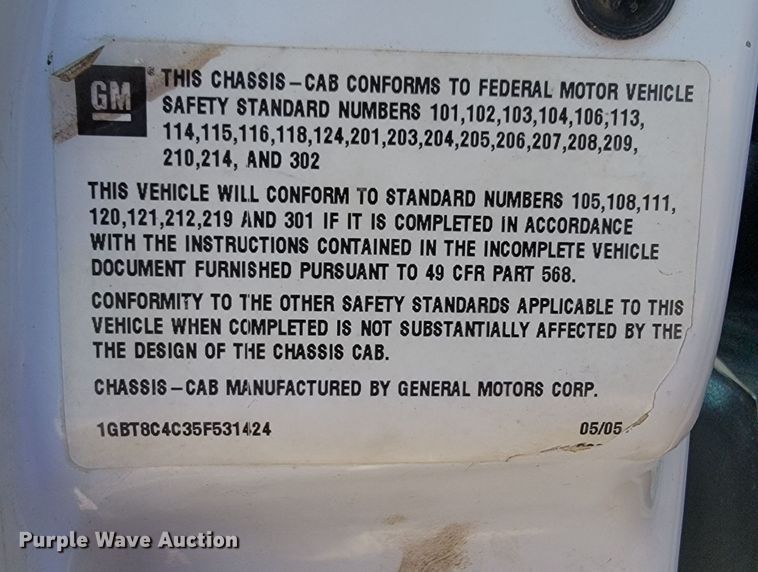 GM® THIS CHASSIS-CAB CONFORMS TO FEDERAL MOTOR VEHICLE
SAFETY STANDARD NUMBERS 101,102,103,104,106,113,
114,115,116,118,124,201,203,204,205,206,207,208,209,
210,214, AND 302
THIS VEHICLE WILL CONFORM TO STANDARD NUMBERS 105,108,111,
120,121,212,219 AND 301 IF IT IS COMPLETED IN ACCORDANCE
WITH THE INSTRUCTIONS CONTAINED IN THE INCOMPLETE VEHICLE
DOCUMENT FURNISHED PURSUANT TO 49 CFR PART 568.
CONFORMITY TO THE OTHER SAFETY STANDARDS APPLICABLE TO THIS
VEHICLE WHEN COMPLETED IS NOT SUBSTANTIALLY AFFECTED BY THE
THE DESIGN OF THE CHASSIS CAB.
CHASSIS-CAB MANUFACTURED BY GENERAL MOTORS CORP.
1GBT8C4C35F531424 05/05
Purple Wave Auction